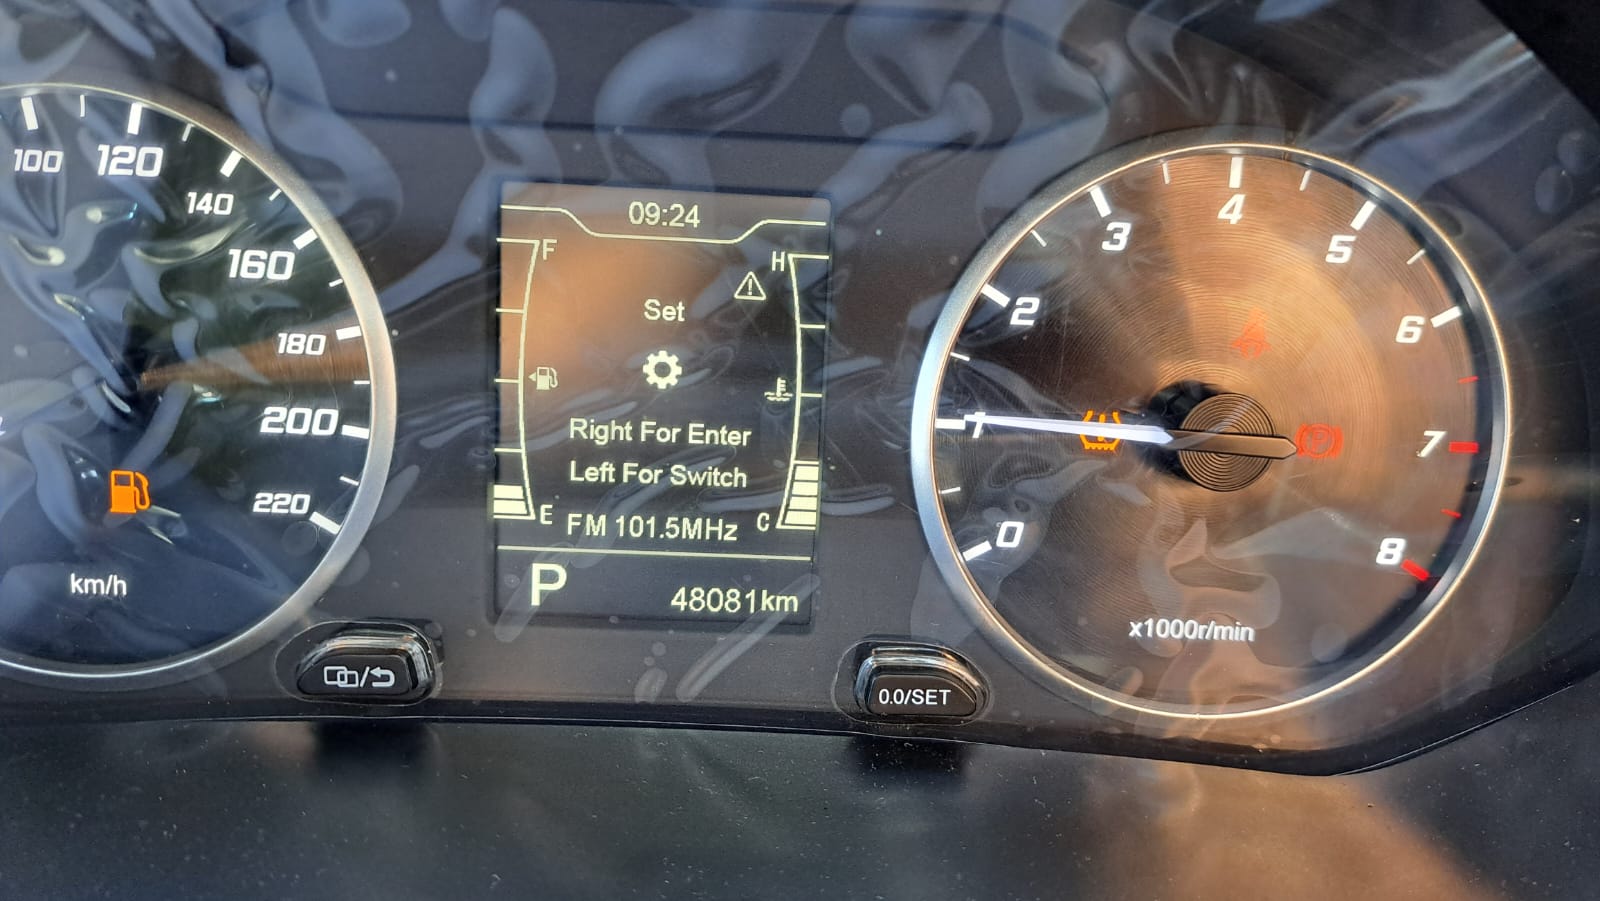 100
120
140
160
180
200
220
km/h
09:24
F
H
Set
Right For Enter
Left For Switch
E
FM 101.5MHz
C
P
48081km
0.0/SET
0
1
2
3
4
5
6
7
8
P
x1000r/min